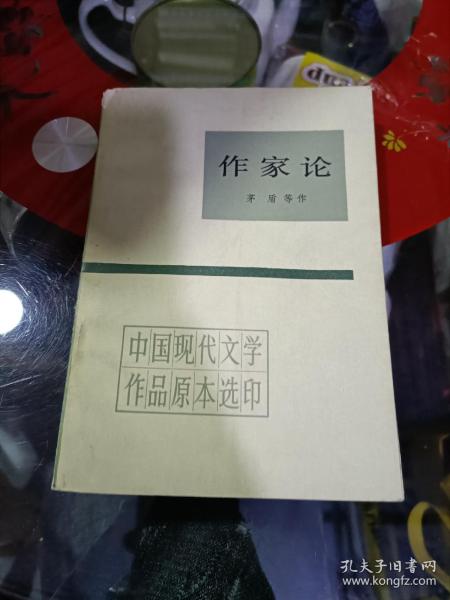 作家论
茅盾等作
中国现代文学
作品原本选印
孔夫子旧书网
www.kongfz.com